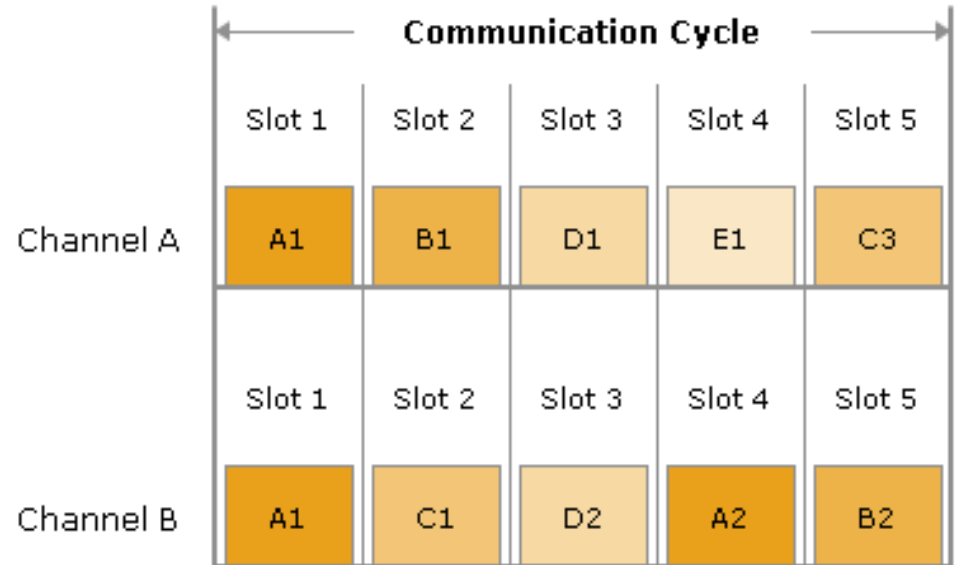 Communication Cycle
Slot 1 Slot 2 Slot 3 Slot 4 Slot 5
Channel A A1 B1 D1 E1 C3
Slot 1 Slot 2 Slot 3 Slot 4 Slot 5
Channel B A1 C1 D2 A2 B2